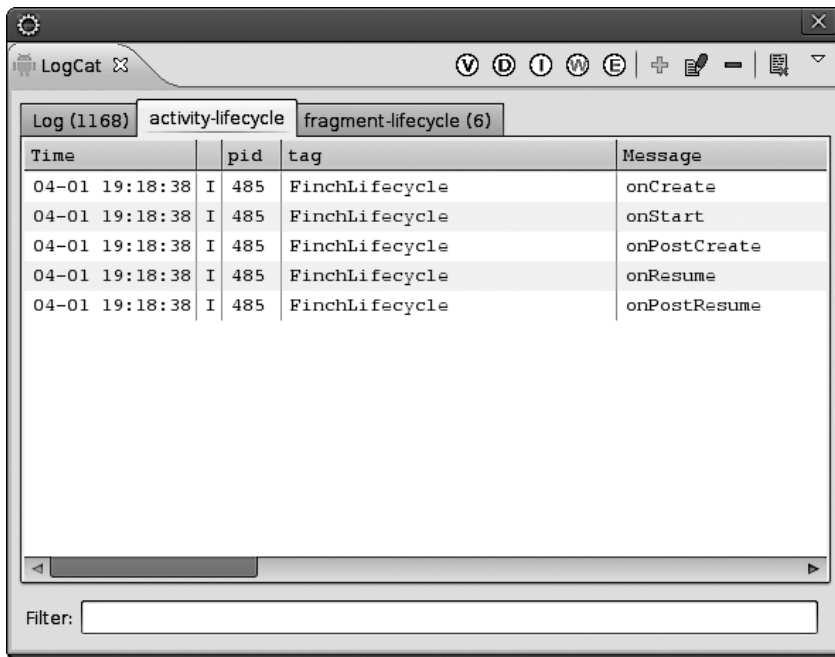 LogCat
V D I W E
Log (1168) activity-lifecycle fragment-lifecycle (6)
Time pid tag Message
04-01 19:18:38 I 485 FinchLifecycle onCreate
04-01 19:18:38 I 485 FinchLifecycle onStart
04-01 19:18:38 I 485 FinchLifecycle onPostCreate
04-01 19:18:38 I 485 FinchLifecycle onResume
04-01 19:18:38 I 485 FinchLifecycle onPostResume
Filter: